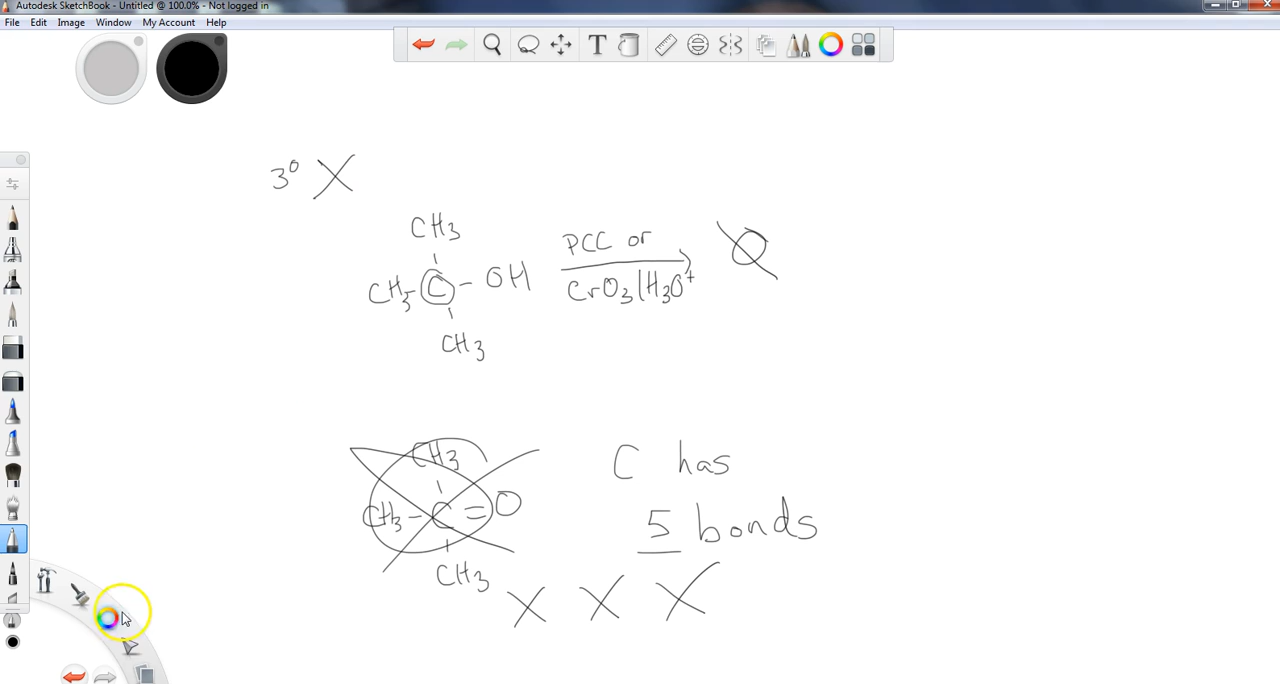 Autodesk SketchBook - Untitled @ 100.0% - Not logged in
File Edit Image Window My Account Help
T
3° X
CH3
CH3 - C - OH
CH3
PCC or
CrO3/H3O+
CH3
CH3 - C = O
CH3
C has
5 bonds
X X X